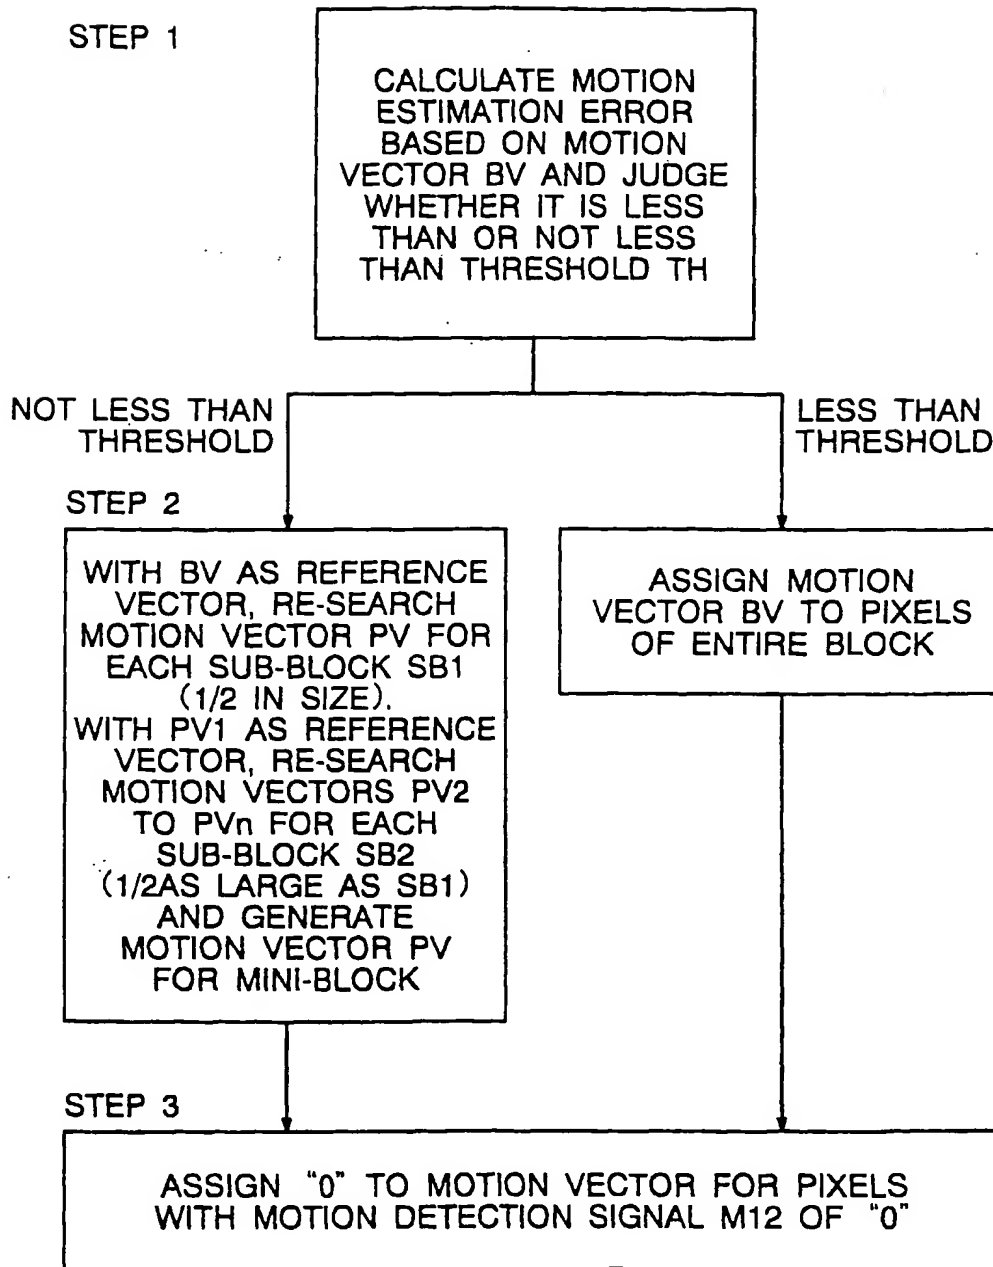 STEP 1
CALCULATE MOTION
ESTIMATION ERROR
BASED ON MOTION
VECTOR BV AND JUDGE
WHETHER IT IS LESS
THAN OR NOT LESS
THAN THRESHOLD TH
NOT LESS THAN
THRESHOLD
LESS THAN
THRESHOLD
STEP 2
WITH BV AS REFERENCE
VECTOR, RE-SEARCH
MOTION VECTOR PV FOR
EACH SUB-BLOCK SB1
(1/2 IN SIZE).
WITH PV1 AS REFERENCE
VECTOR, RE-SEARCH
MOTION VECTORS PV2
TO PVn FOR EACH
SUB-BLOCK SB2
(1/2AS LARGE AS SB1)
AND GENERATE
MOTION VECTOR PV
FOR MINI-BLOCK
ASSIGN MOTION
VECTOR BV TO PIXELS
OF ENTIRE BLOCK
STEP 3
ASSIGN "0" TO MOTION VECTOR FOR PIXELS
WITH MOTION DETECTION SIGNAL M12 OF "0"